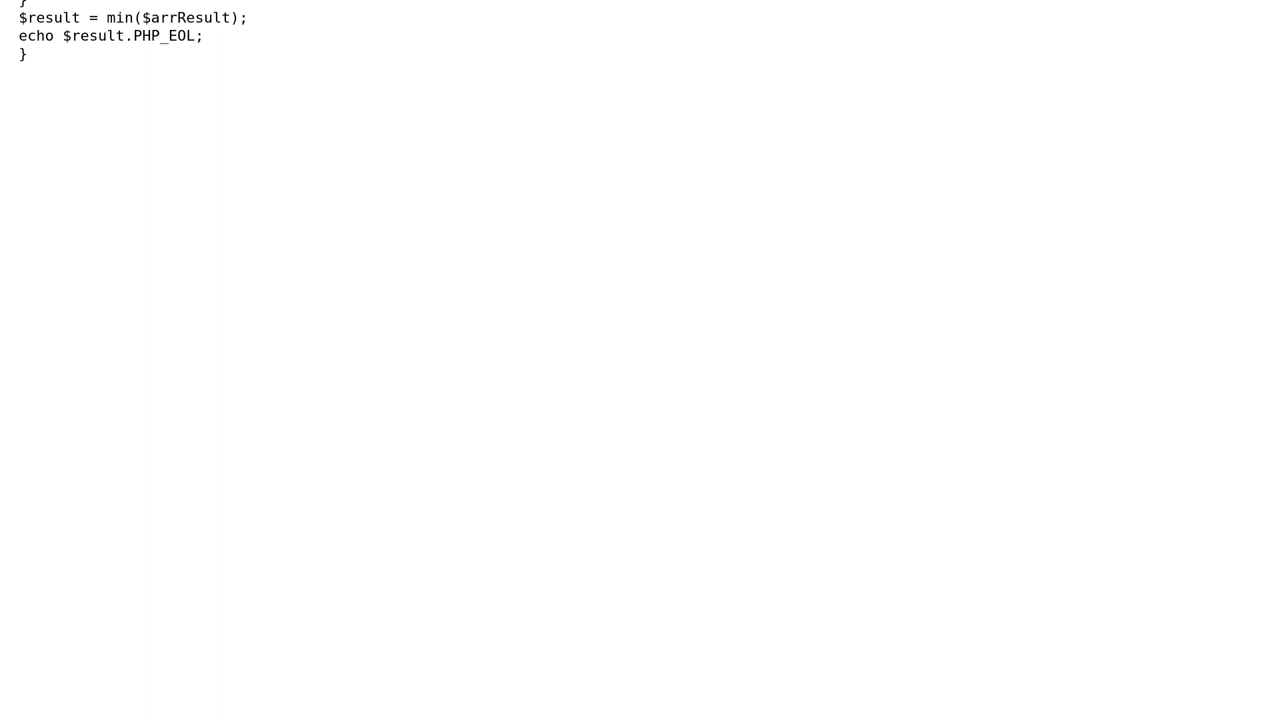 }
$result = min($arrResult);
echo $result.PHP_EOL;
}